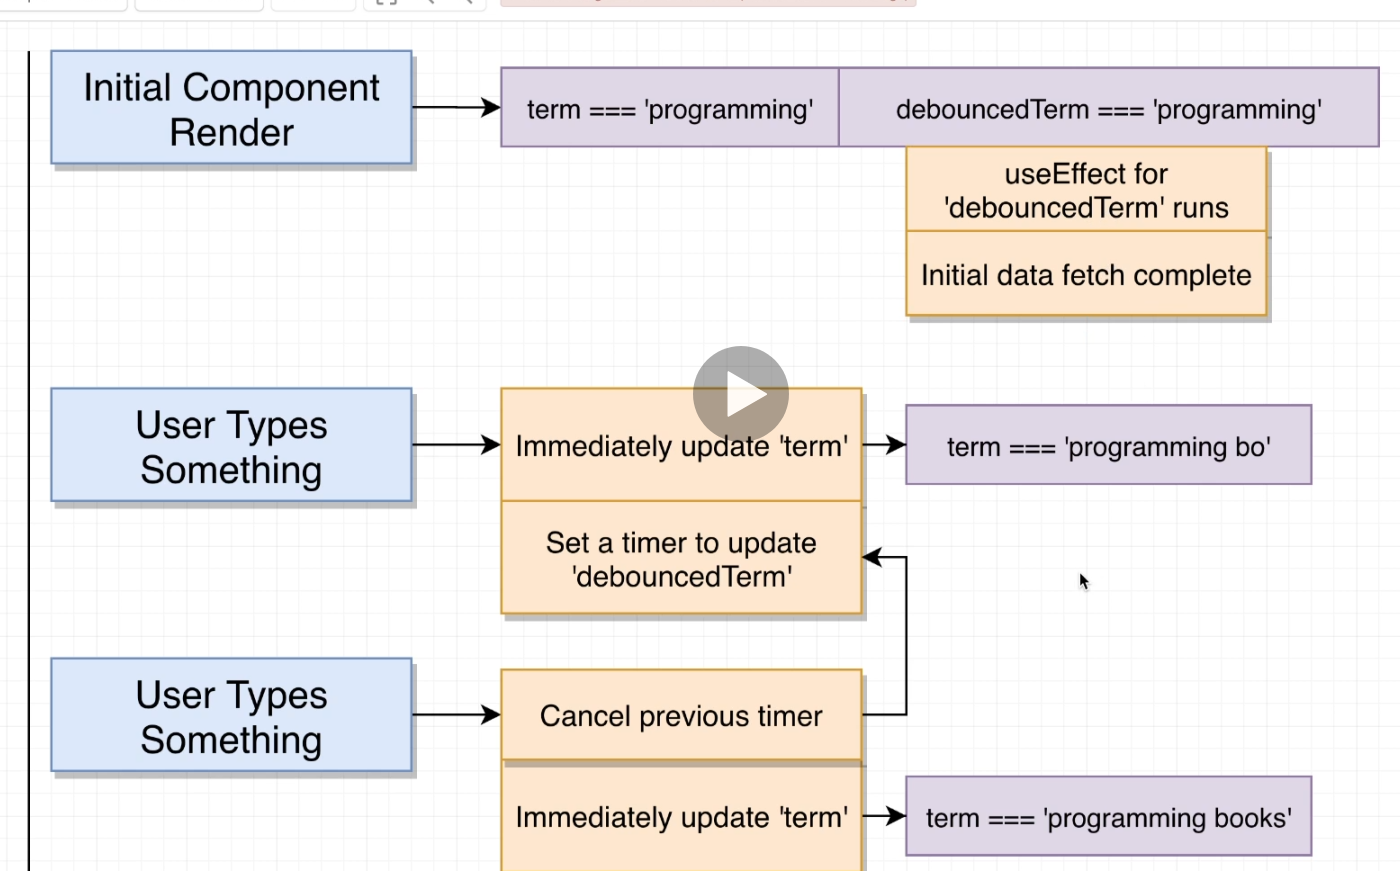 Initial Component
Render
term === 'programming'
debouncedTerm === 'programming'
useEffect for
'debouncedTerm' runs
Initial data fetch complete
User Types
Something
Immediately update 'term'
term === 'programming bo'
Set a timer to update
'debouncedTerm'
User Types
Something
Cancel previous timer
Immediately update 'term'
term === 'programming books'